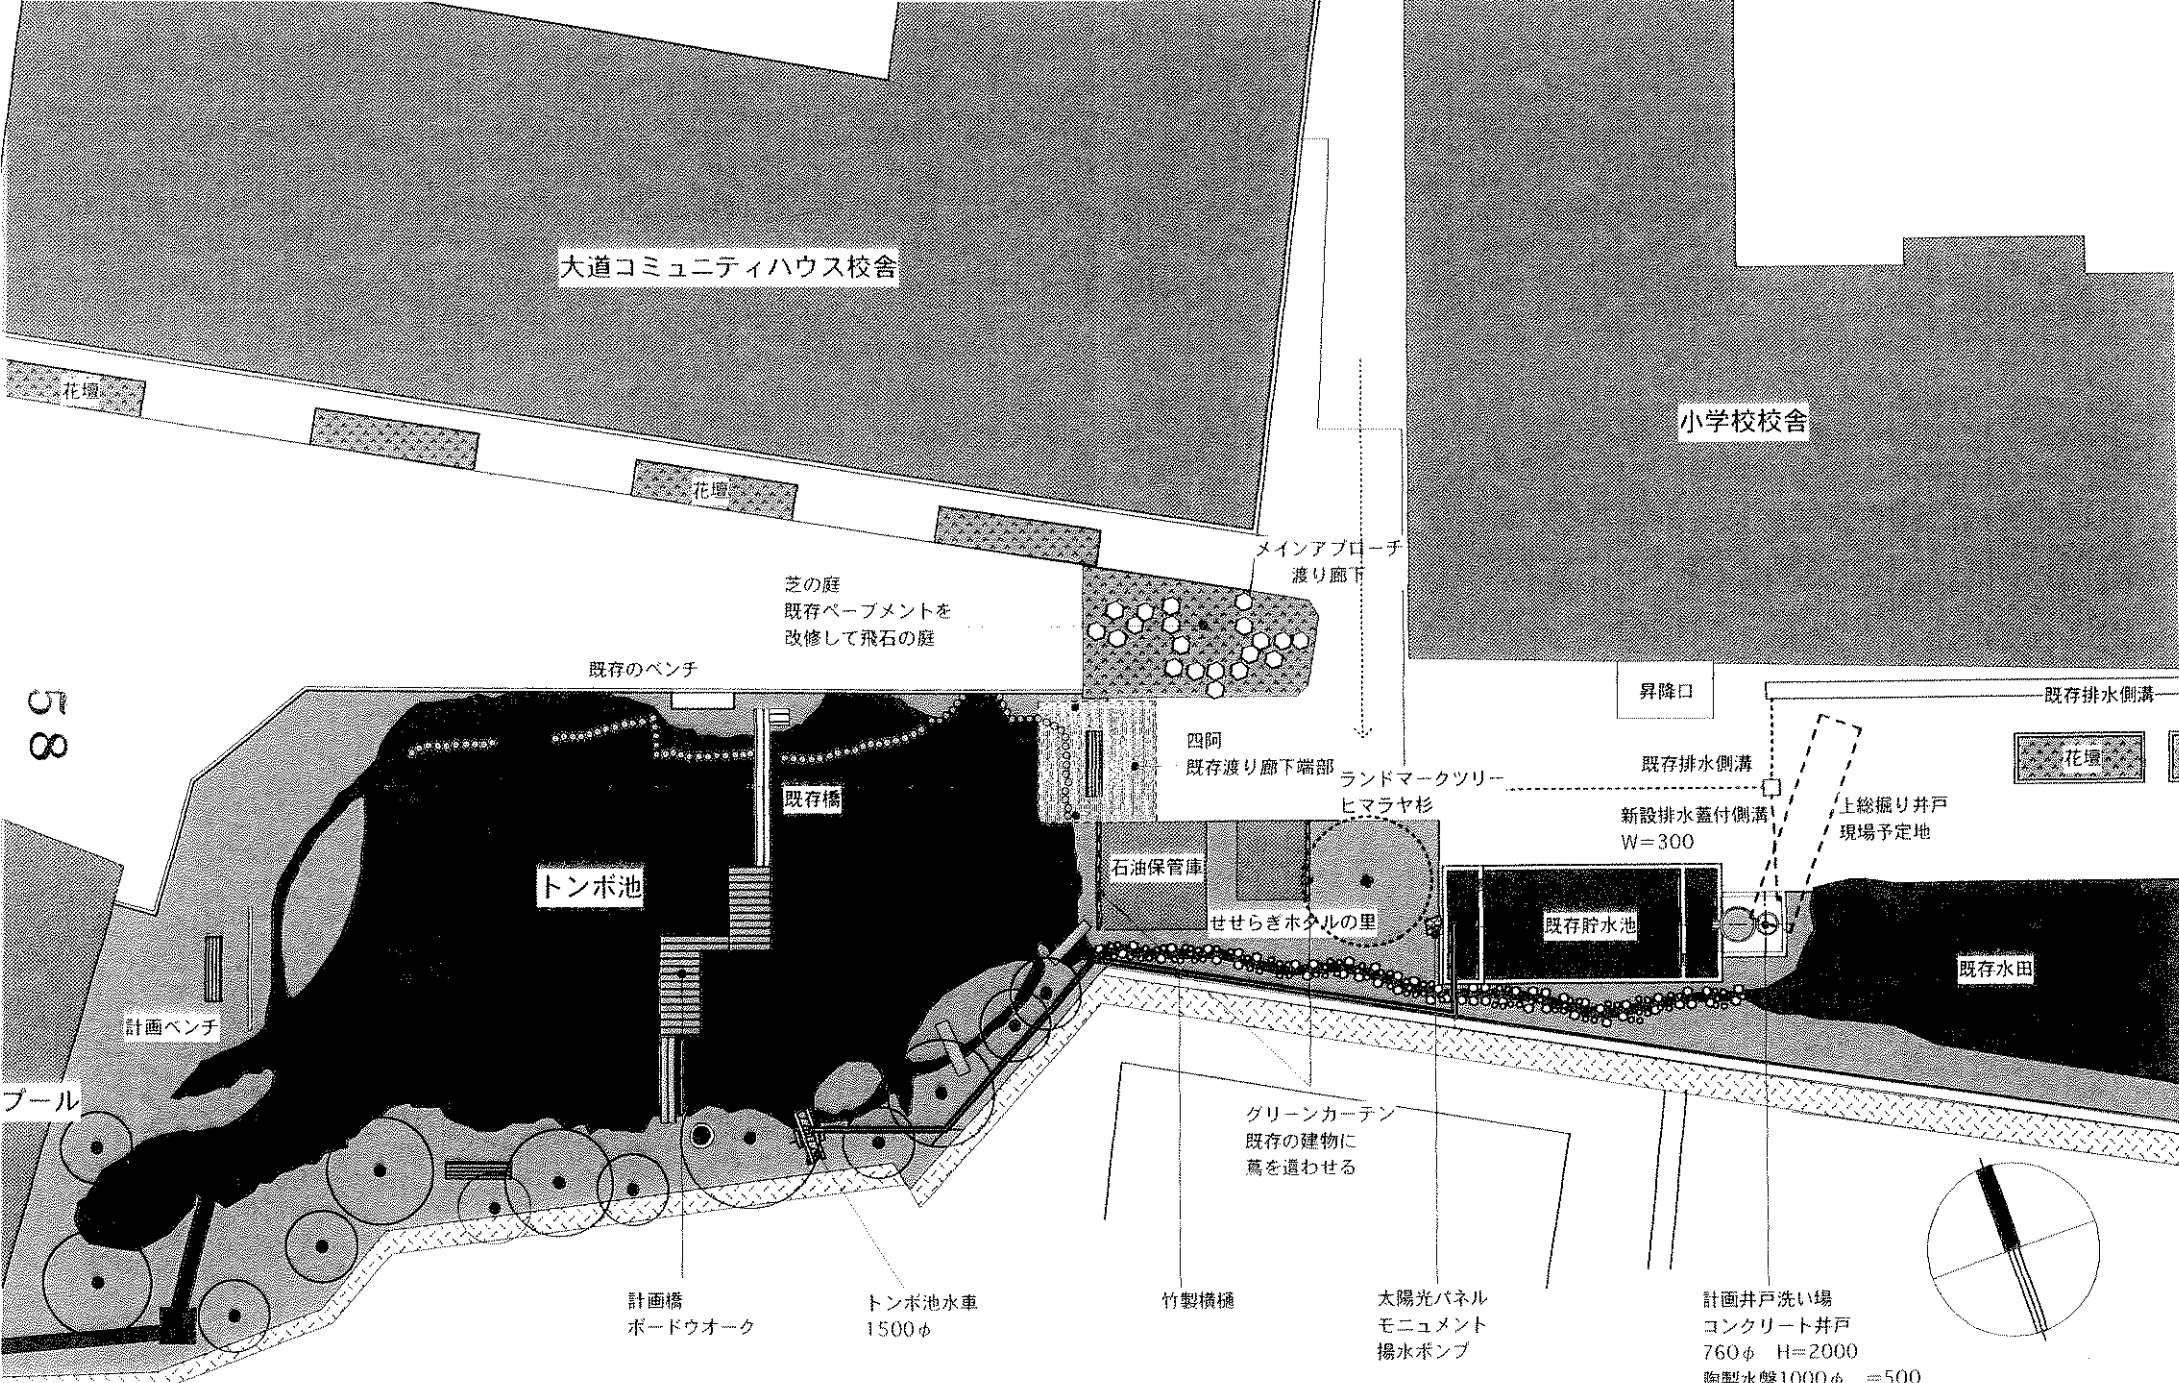 大道コミュニティハウス校舎
小学校校舎
花壇
花壇
メインアプローチ
渡り廊下
芝の庭
既存ペーブメントを
改修して飛石の庭
既存のベンチ
58
昇降口
既存排水側溝
四阿
既存渡り廊下端部
既存排水側溝
花壇
ランドマークツリー
ヒマラヤ杉
既存橋
新設排水蓋付側溝
W=300
上総掘り井戸
現場予定地
トンボ池
石油保管庫
せせらぎホタルの里
既存貯水池
既存水田
計画ベンチ
プール
グリーンカーテン
既存の建物に
蔦を這わせる
計画橋
ボードウオーク
トンボ池水車
1500φ
竹製横樋
太陽光パネル
モニュメント
揚水ポンプ
計画井戸洗い場
コンクリート井戸
760φ H=2000
陶製水盤1000φ =500